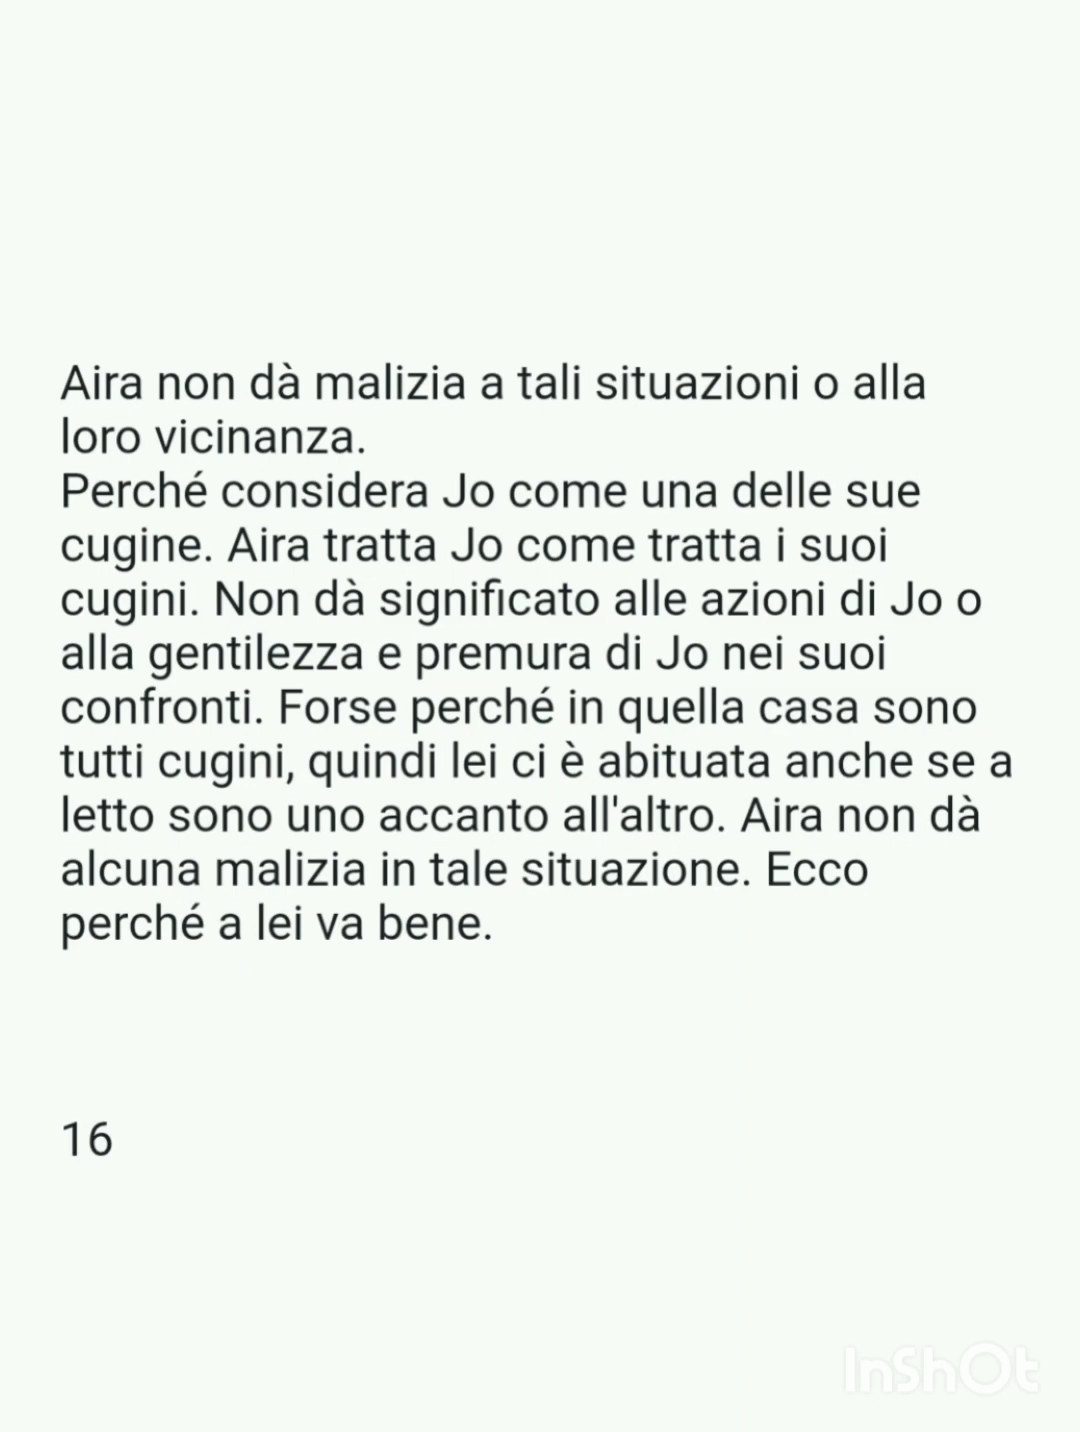 Aira non dà malizia a tali situazioni o alla
loro vicinanza.
Perché considera Jo come una delle sue
cugine. Aira tratta Jo come tratta i suoi
cugini. Non dà significato alle azioni di Jo o
alla gentilezza e premura di Jo nei suoi
confronti. Forse perché in quella casa sono
tutti cugini, quindi lei ci è abituata anche se a
letto sono uno accanto all'altro. Aira non dà
alcuna malizia in tale situazione. Ecco
perché a lei va bene.
16
InShOt